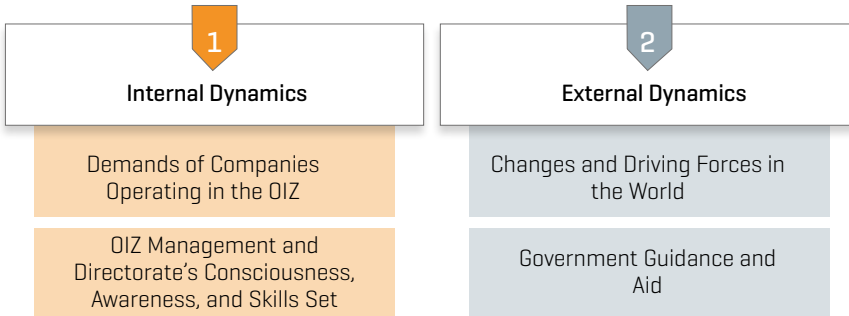 1
Internal Dynamics
Demands of Companies
Operating in the OIZ
OIZ Management and
Directorate's Consciousness,
Awareness, and Skills Set
2
External Dynamics
Changes and Driving Forces in
the World
Government Guidance and
Aid